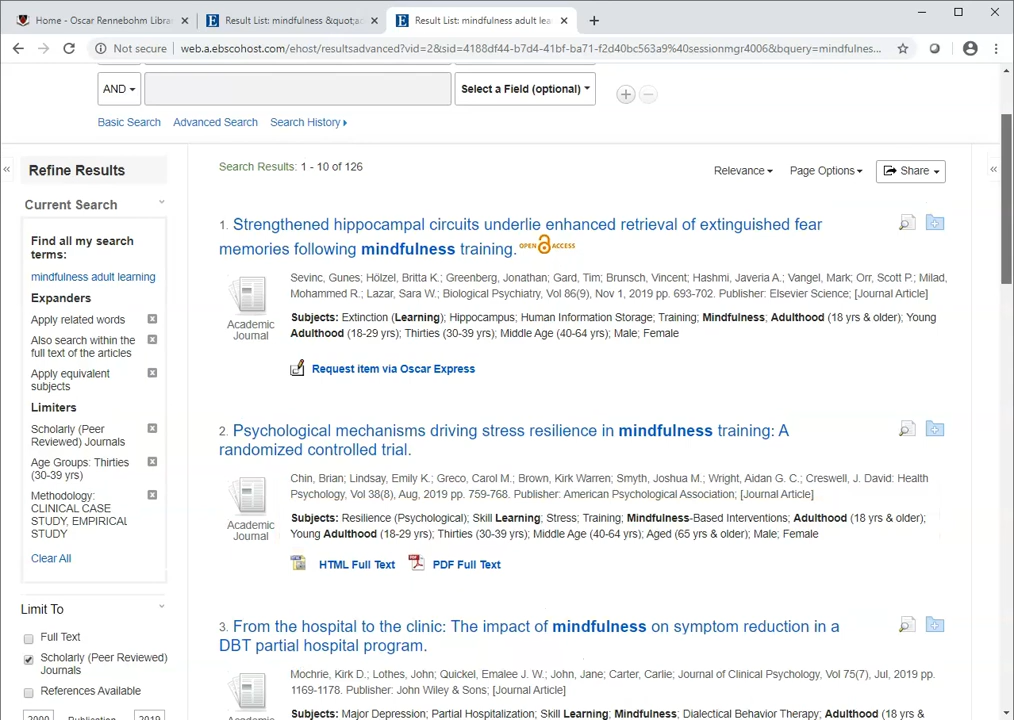 Home - Oscar Rennebohm Libra
Result List: mindfulness &quot;a
Result List: mindfulness adult lea
Not secure | web.a.ebscohost.com/ehost/resultsadvanced?vid=2&sid=4188df44-b7d4-41bf-ba71-f2d40bc563a9%40sessionmgr4006&bquery=mindfulnes...
AND
Select a Field (optional)
Basic Search Advanced Search Search History
Refine Results
Current Search
Find all my search
terms:
mindfulness adult learning
Expanders
Apply related words
Also search within the
full text of the articles
Apply equivalent
subjects
Limiters
Scholarly (Peer
Reviewed) Journals
Age Groups: Thirties
(30-39 yrs)
Methodology:
CLINICAL CASE
STUDY, EMPIRICAL
STUDY
Clear All
Limit To
Full Text
Scholarly (Peer Reviewed)
Journals
References Available
2000 Publication 2019
Search Results: 1 - 10 of 126
Relevance Page Options Share
1. Strengthened hippocampal circuits underlie enhanced retrieval of extinguished fear
memories following mindfulness training. OPEN ACCESS
Academic
Journal
Sevinc, Gunes; Hölzel, Britta K.; Greenberg, Jonathan; Gard, Tim; Brunsch, Vincent; Hashmi, Javeria A.; Vangel, Mark; Orr, Scott P.; Milad,
Mohammed R.; Lazar, Sara W.; Biological Psychiatry, Vol 86(9), Nov 1, 2019 pp. 693-702. Publisher: Elsevier Science; [Journal Article]
Subjects: Extinction (Learning); Hippocampus; Human Information Storage; Training; Mindfulness; Adulthood (18 yrs & older); Young
Adulthood (18-29 yrs); Thirties (30-39 yrs); Middle Age (40-64 yrs); Male; Female
Request item via Oscar Express
2. Psychological mechanisms driving stress resilience in mindfulness training: A
randomized controlled trial.
Academic
Journal
Chin, Brian; Lindsay, Emily K.; Greco, Carol M.; Brown, Kirk Warren; Smyth, Joshua M.; Wright, Aidan G. C.; Creswell, J. David: Health
Psychology, Vol 38(8), Aug, 2019 pp. 759-768. Publisher: American Psychological Association; [Journal Article]
Subjects: Resilience (Psychological); Skill Learning; Stress; Training; Mindfulness-Based Interventions; Adulthood (18 yrs & older);
Young Adulthood (18-29 yrs); Thirties (30-39 yrs); Middle Age (40-64 yrs); Aged (65 yrs & older); Male; Female
HTML Full Text PDF Full Text
3. From the hospital to the clinic: The impact of mindfulness on symptom reduction in a
DBT partial hospital program.
Academic
Mochrie, Kirk D.; Lothes, John; Quickel, Emalee J. W.; John, Jane; Carter, Carlie; Journal of Clinical Psychology, Vol 75(7), Jul, 2019 pp.
1169-1178. Publisher: John Wiley & Sons; [Journal Article]
Subjects: Major Depression; Partial Hospitalization; Skill Learning; Mindfulness; Dialectical Behavior Therapy; Adulthood (18 yrs &